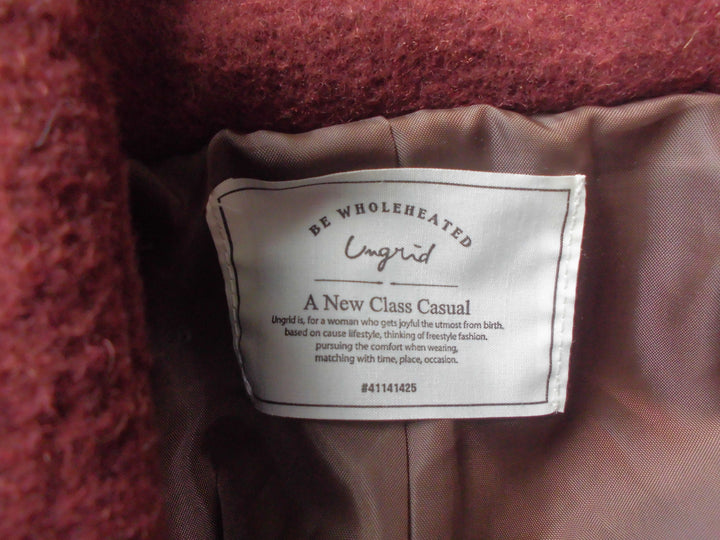 BE WHOLEHEATED
Ungrid
A New Class Casual
Ungrid is, for a woman who gets joyful the utmost from birth,
based on cause lifestyle, thinking of freestyle fashion.
pursuing the comfort when wearing,
matching with time, place, occasion.
#41141425